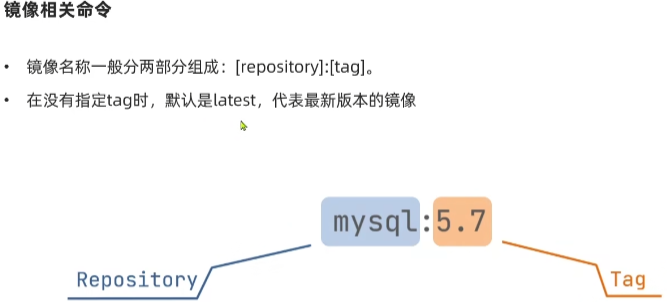 镜像相关命令
• 镜像名称一般分两部分组成：[repository]:[tag]。
• 在没有指定tag时，默认是latest，代表最新版本的镜像
mysql:5.7
Repository
Tag